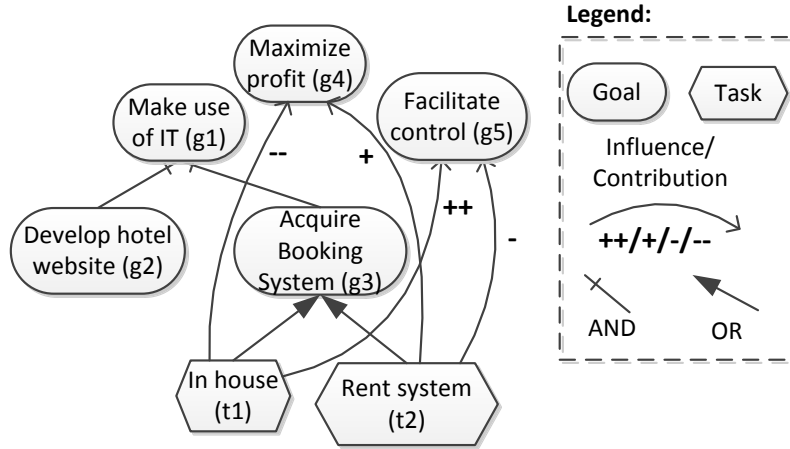 Legend:
Maximize
profit (g4)
Make use
of IT (g1)
Facilitate
control (g5)
Goal
Task
Influence/
Contribution
--
+
++
-
++/+/-/--
Develop hotel
website (g2)
Acquire
Booking
System (g3)
AND
OR
In house
(t1)
Rent system
(t2)